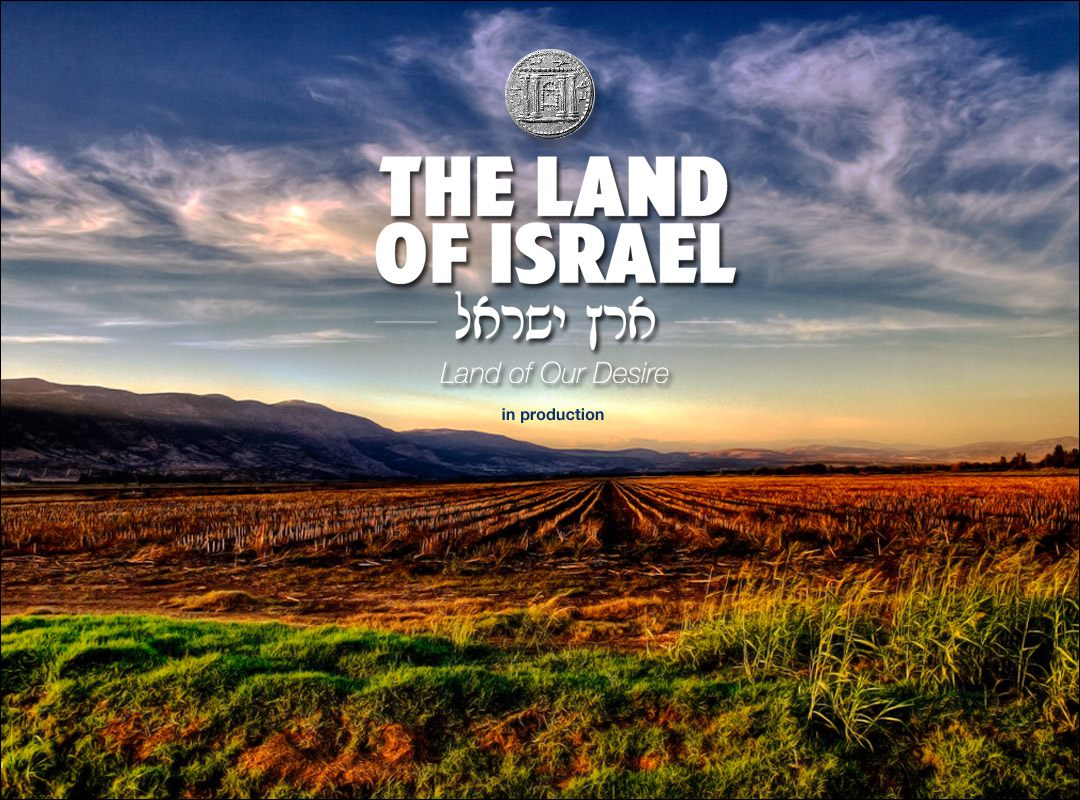 THE LAND
OF ISRAEL
ארץ ישראל
Land of Our Desire
in production